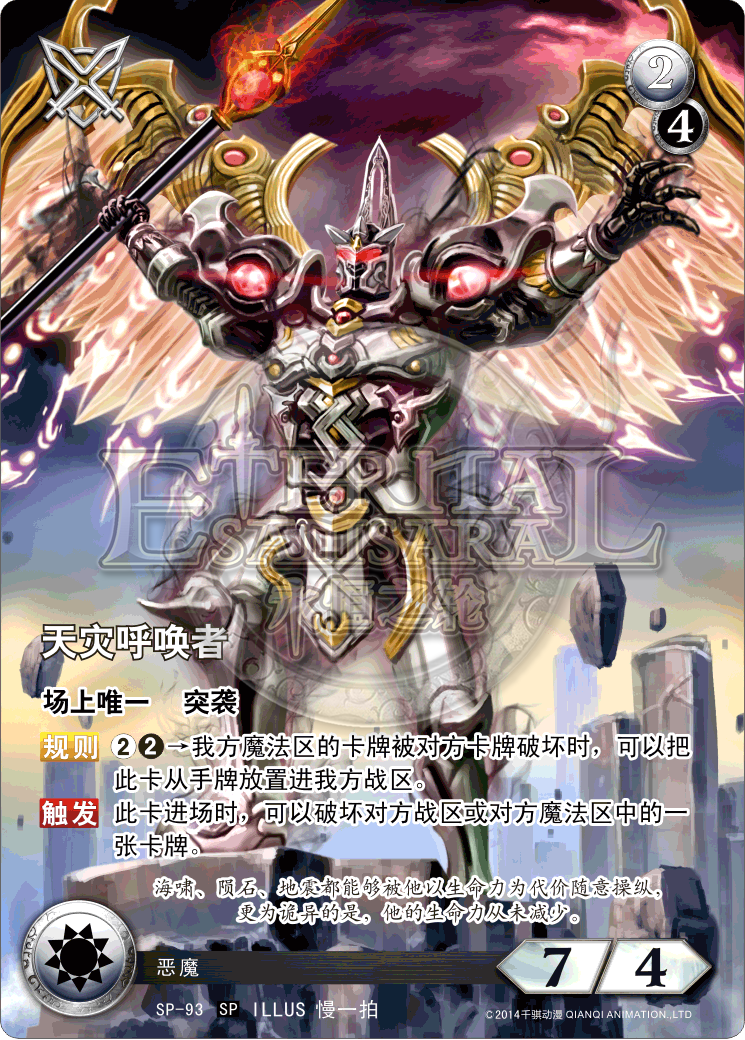 2
4
ETERNAL
SAMSARA
永恒之轮
天灾呼唤者
场上唯一 突袭
规则 ②❷→我方魔法区的卡牌被对方卡牌破坏时，可以把
此卡从手牌放置进我方战区。
触发 此卡进场时，可以破坏对方战区或对方魔法区中的一
张卡牌。
海啸、陨石、地震都能够被他以生命力为代价随意操纵，
更为诡异的是，他的生命力从未减少。
恶魔
7/4
SP-93 SP ILLUS 慢一拍
©2014千骐动漫 QIANQI ANIMATION.,LTD